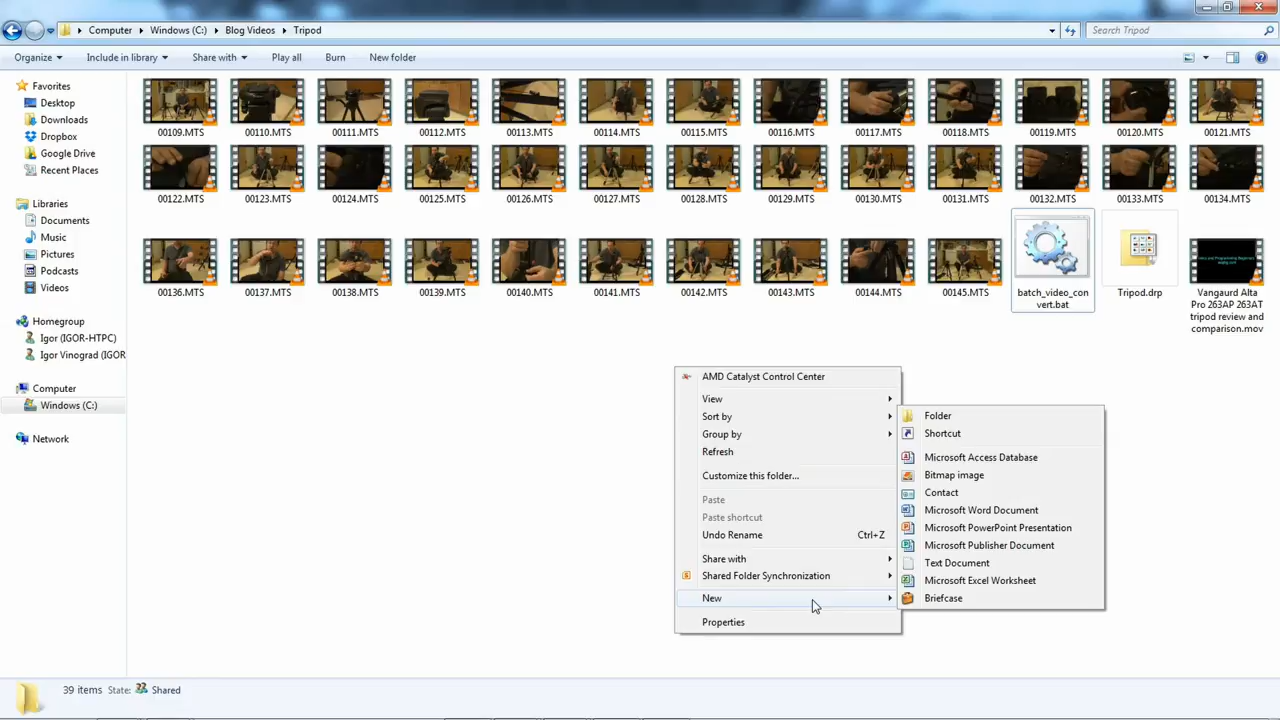 Computer Windows (C:) Blog Videos Tripod
Search Tripod
Organize Include in library Share with Play all Burn New folder
Favorites
Desktop
Downloads
Dropbox
Google Drive
Recent Places
Libraries
Documents
Music
Pictures
Podcasts
Videos
Homegroup
Igor (IGOR-HTPC)
Igor Vinograd (IGOR
Computer
Windows (C:)
Network
00109.MTS 00110.MTS 00111.MTS 00112.MTS 00113.MTS 00114.MTS 00115.MTS 00116.MTS 00117.MTS 00118.MTS 00119.MTS 00120.MTS 00121.MTS
00122.MTS 00123.MTS 00124.MTS 00125.MTS 00126.MTS 00127.MTS 00128.MTS 00129.MTS 00130.MTS 00131.MTS 00132.MTS 00133.MTS 00134.MTS
00136.MTS 00137.MTS 00138.MTS 00139.MTS 00140.MTS 00141.MTS 00142.MTS 00143.MTS 00144.MTS 00145.MTS
batch_video_con
vert.bat
Tripod.drp
Vangaurd Alta
Pro 263AP 263AT
tripod review and
comparison.mov
AMD Catalyst Control Center
View
Sort by
Group by
Refresh
Customize this folder...
Paste
Paste shortcut
Undo Rename Ctrl+Z
Share with
Shared Folder Synchronization
New
Properties
Folder
Shortcut
Microsoft Access Database
Bitmap image
Contact
Microsoft Word Document
Microsoft PowerPoint Presentation
Microsoft Publisher Document
Text Document
Microsoft Excel Worksheet
Briefcase
39 items State: Shared